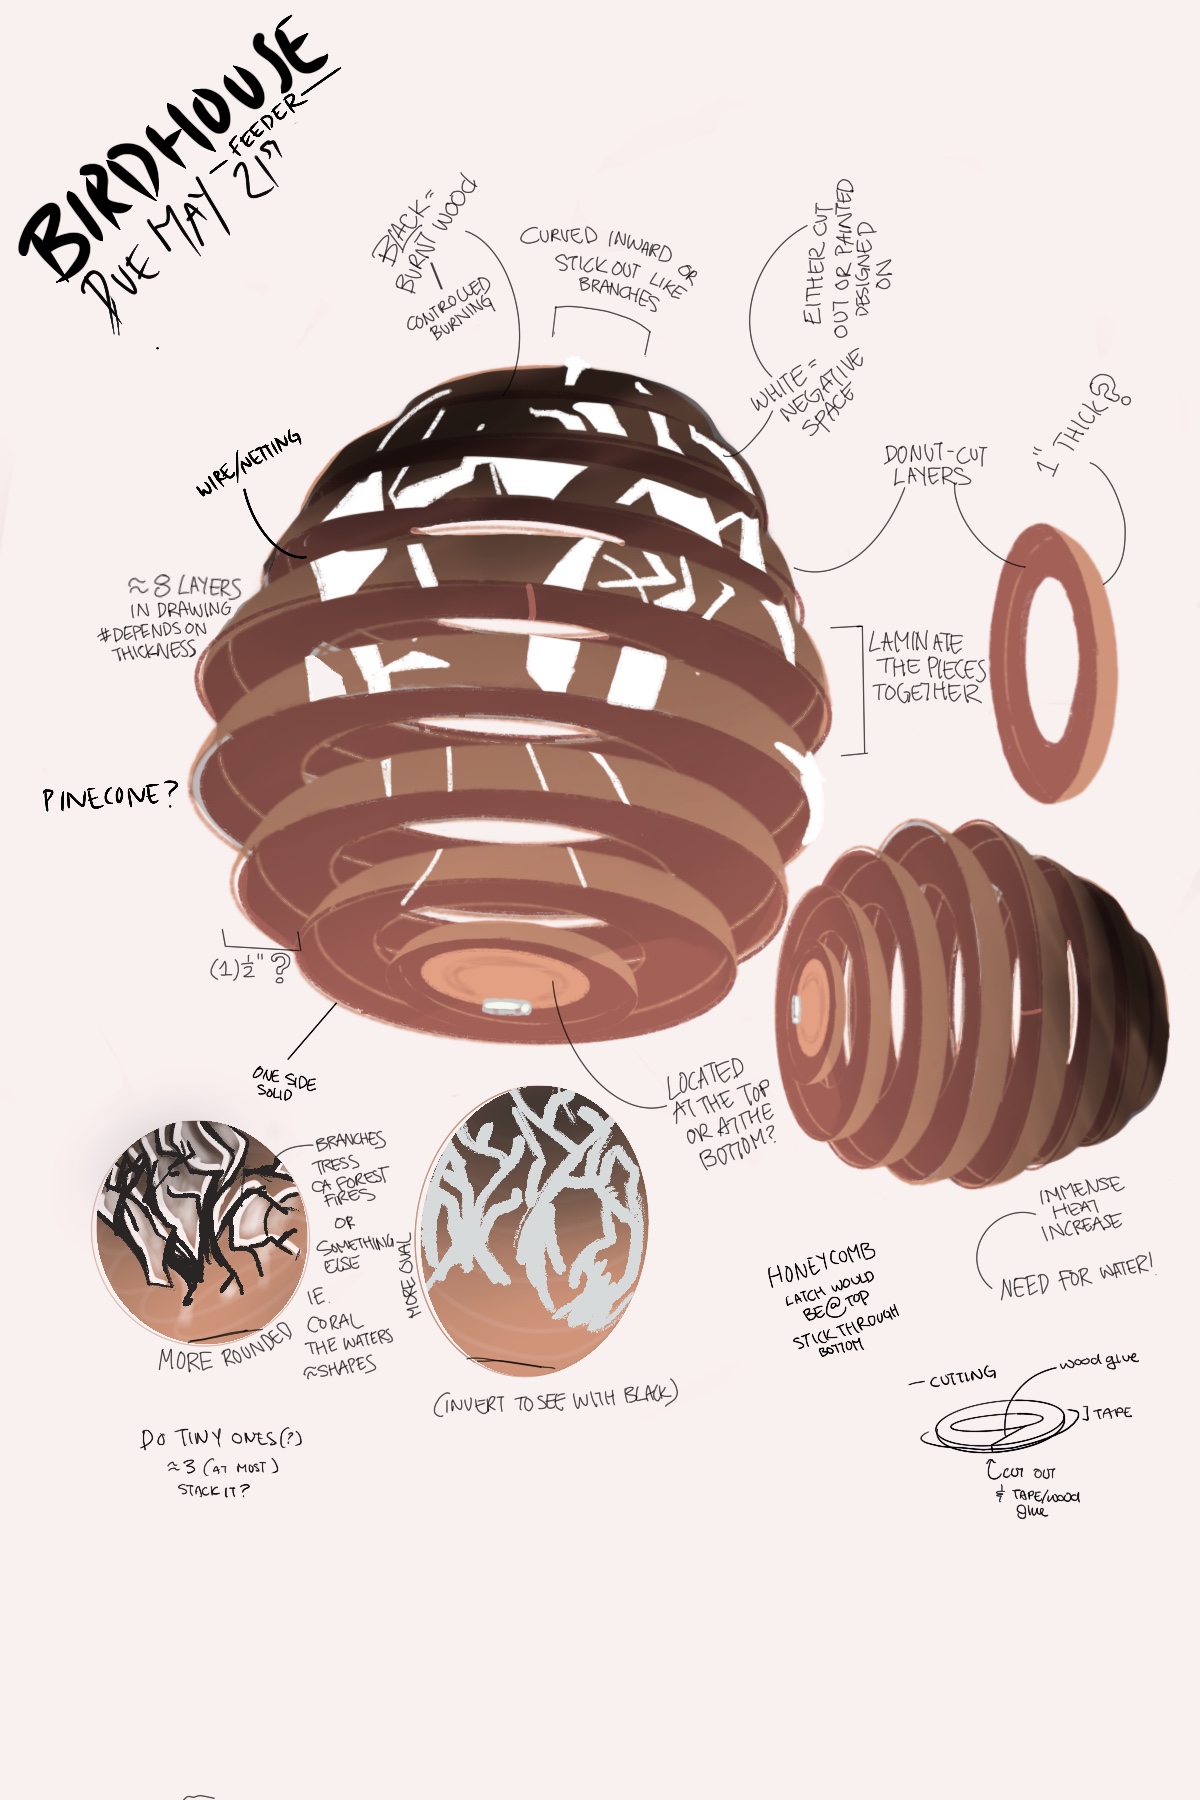 BIRDHOUSE
-FEEDER-
DUE MAY 21ST
BLACK =
BURNT WOOD
CONTROLLED
BURNING
CURVED INWARD OR
STICK OUT LIKE
BRANCHES
EITHER CUT
OUT OR PAINTED
DESIGNED
ON
WHITE =
NEGATIVE
SPACE
WIRE/NETTING
DONUT-CUT
LAYERS
1" THICK?
≈ 8 LAYERS
IN DRAWING
#DEPENDS ON
THICKNESS
LAMINATE
THE PIECES
TOGETHER
PINECONE?
(1)½" ?
ONE SIDE
SOLID
LOCATED
AT THE TOP
OR AT THE
BOTTOM?
BRANCHES
TRESS
CA FOREST
FIRES
OR
SOMETHING
ELSE
IE.
CORAL
THE WATERS
≈SHAPES
MORE ROUNDED
MORE OVAL
(INVERT TO SEE WITH BLACK)
IMMENSE
HEAT
INCREASE
NEED FOR WATER!
HONEYCOMB
LATCH WOULD
BE @ TOP
STICK THROUGH
BOTTOM
- CUTTING
wood glue
] TAPE
CUT OUT
& TAPE/wood
glue
DO TINY ONES(?)
≈ 3 (AT MOST)
STACK IT?